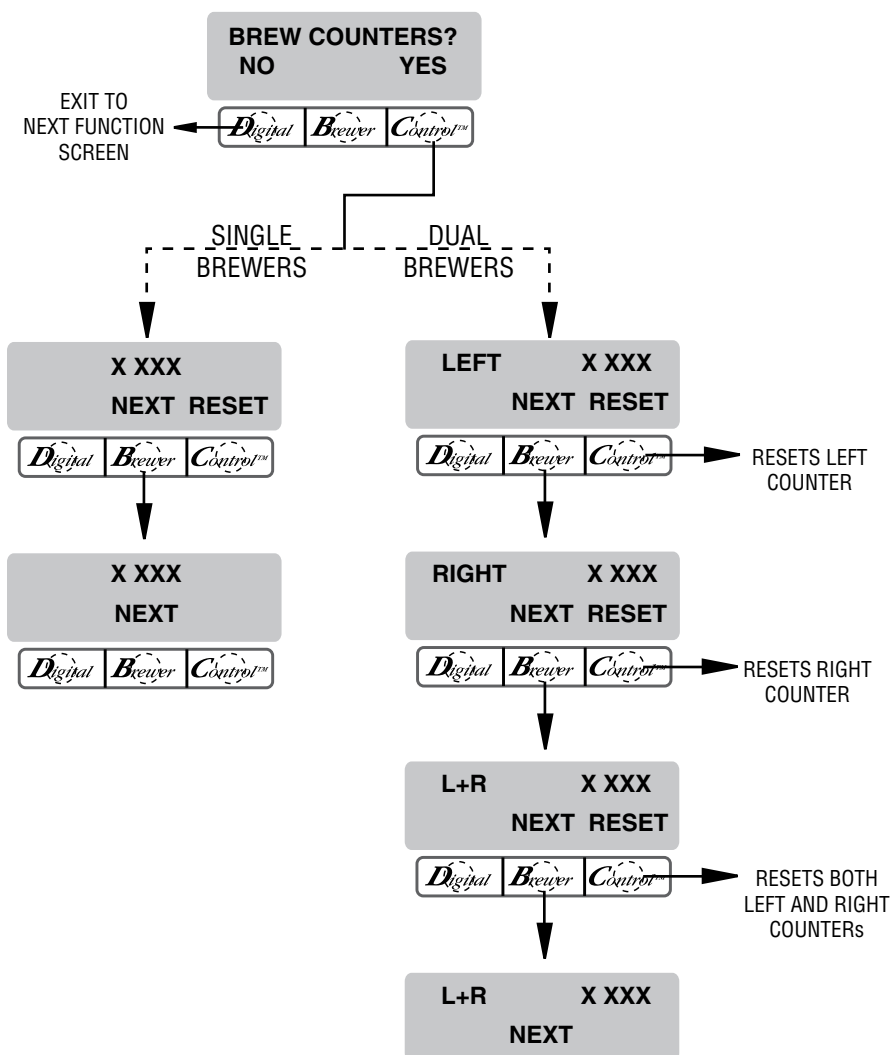 BREW COUNTERS?
NO YES
EXIT TO
NEXT FUNCTION
SCREEN
Digital Brewer Control™
SINGLE
BREWERS
DUAL
BREWERS
X XXX
NEXT RESET
Digital Brewer Control™
X XXX
NEXT
Digital Brewer Control™
LEFT X XXX
NEXT RESET
Digital Brewer Control™
RESETS LEFT
COUNTER
RIGHT X XXX
NEXT RESET
Digital Brewer Control™
RESETS RIGHT
COUNTER
L+R X XXX
NEXT RESET
Digital Brewer Control™
RESETS BOTH
LEFT AND RIGHT
COUNTERs
L+R X XXX
NEXT